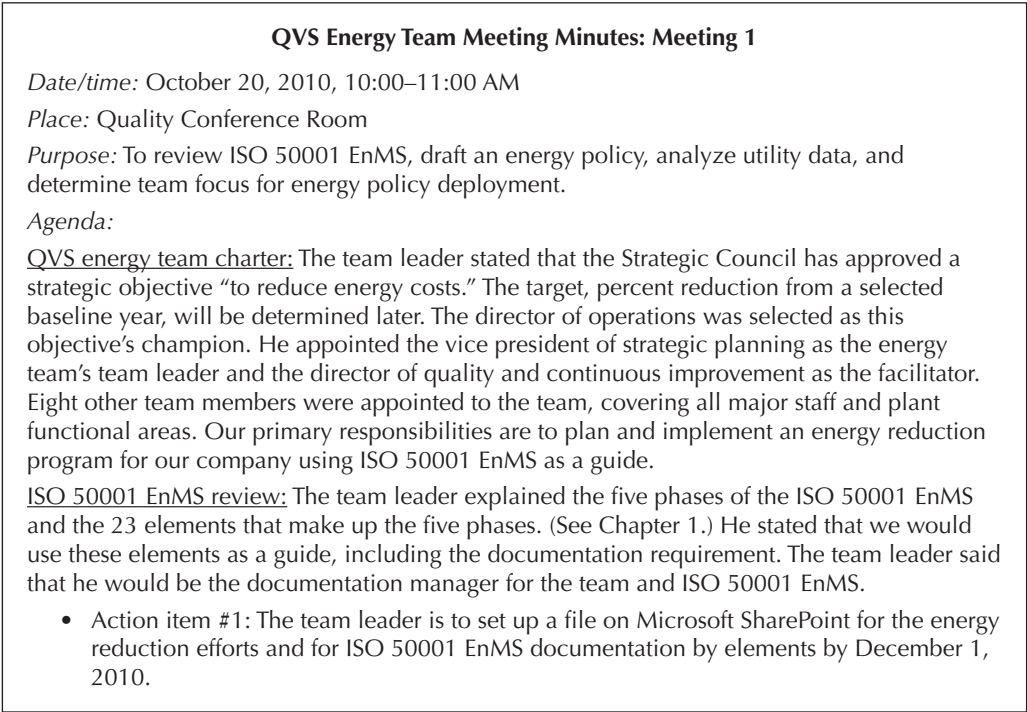 QVS Energy Team Meeting Minutes: Meeting 1
Date/time: October 20, 2010, 10:00–11:00 AM
Place: Quality Conference Room
Purpose: To review ISO 50001 EnMS, draft an energy policy, analyze utility data, and
determine team focus for energy policy deployment.
Agenda:
QVS energy team charter: The team leader stated that the Strategic Council has approved a
strategic objective “to reduce energy costs.” The target, percent reduction from a selected
baseline year, will be determined later. The director of operations was selected as this
objective’s champion. He appointed the vice president of strategic planning as the energy
team’s team leader and the director of quality and continuous improvement as the facilitator.
Eight other team members were appointed to the team, covering all major staff and plant
functional areas. Our primary responsibilities are to plan and implement an energy reduction
program for our company using ISO 50001 EnMS as a guide.
ISO 50001 EnMS review: The team leader explained the five phases of the ISO 50001 EnMS
and the 23 elements that make up the five phases. (See Chapter 1.) He stated that we would
use these elements as a guide, including the documentation requirement. The team leader said
that he would be the documentation manager for the team and ISO 50001 EnMS.
• Action item #1: The team leader is to set up a file on Microsoft SharePoint for the energy
reduction efforts and for ISO 50001 EnMS documentation by elements by December 1,
2010.